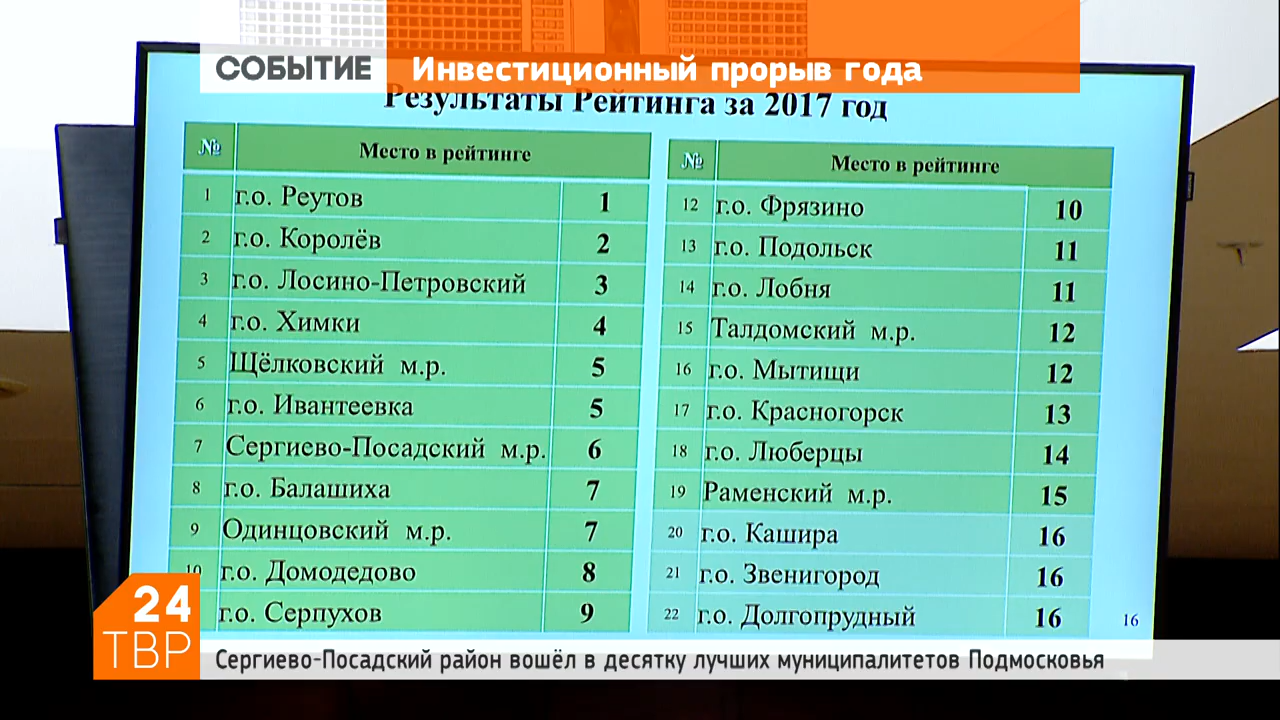 СОБЫТИЕ Инвестиционный прорыв года
Результаты Рейтинга за 2017 год
№ Место в рейтинге
1 г.о. Реутов 1
2 г.о. Королёв 2
3 г.о. Лосино-Петровский 3
4 г.о. Химки 4
5 Щёлковский м.р. 5
6 г.о. Ивантеевка 5
7 Сергиево-Посадский м.р. 6
8 г.о. Балашиха 7
9 Одинцовский м.р. 7
10 г.о. Домодедово 8
г.о. Серпухов 9
№ Место в рейтинге
12 г.о. Фрязино 10
13 г.о. Подольск 11
14 г.о. Лобня 11
15 Талдомский м.р. 12
16 г.о. Мытищи 12
17 г.о. Красногорск 13
18 г.о. Люберцы 14
19 Раменский м.р. 15
20 г.о. Кашира 16
21 г.о. Звенигород 16
22 г.о. Долгопрудный 16
16
24
ТВР
Сергиево-Посадский район вошёл в десятку лучших муниципалитетов Подмосковья